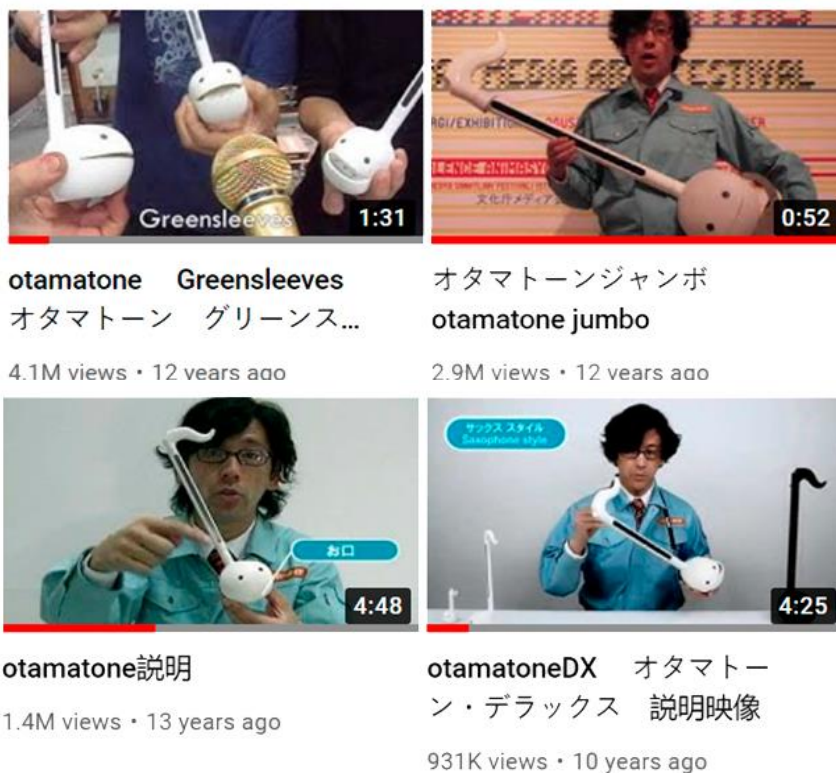 Greensleeves
1:31
otamatone Greensleeves
オタマトーン グリーンス...
4.1M views • 12 years ago
MEDIA ARTS FESTIVAL
文化庁メディア
0:52
オタマトーンジャンボ
otamatone jumbo
2.9M views • 12 years ago
お口
4:48
otamatone説明
1.4M views • 13 years ago
サックス スタイル
Saxophone style
4:25
otamatoneDX オタマトー
ン・デラックス 説明映像
931K views • 10 years ago